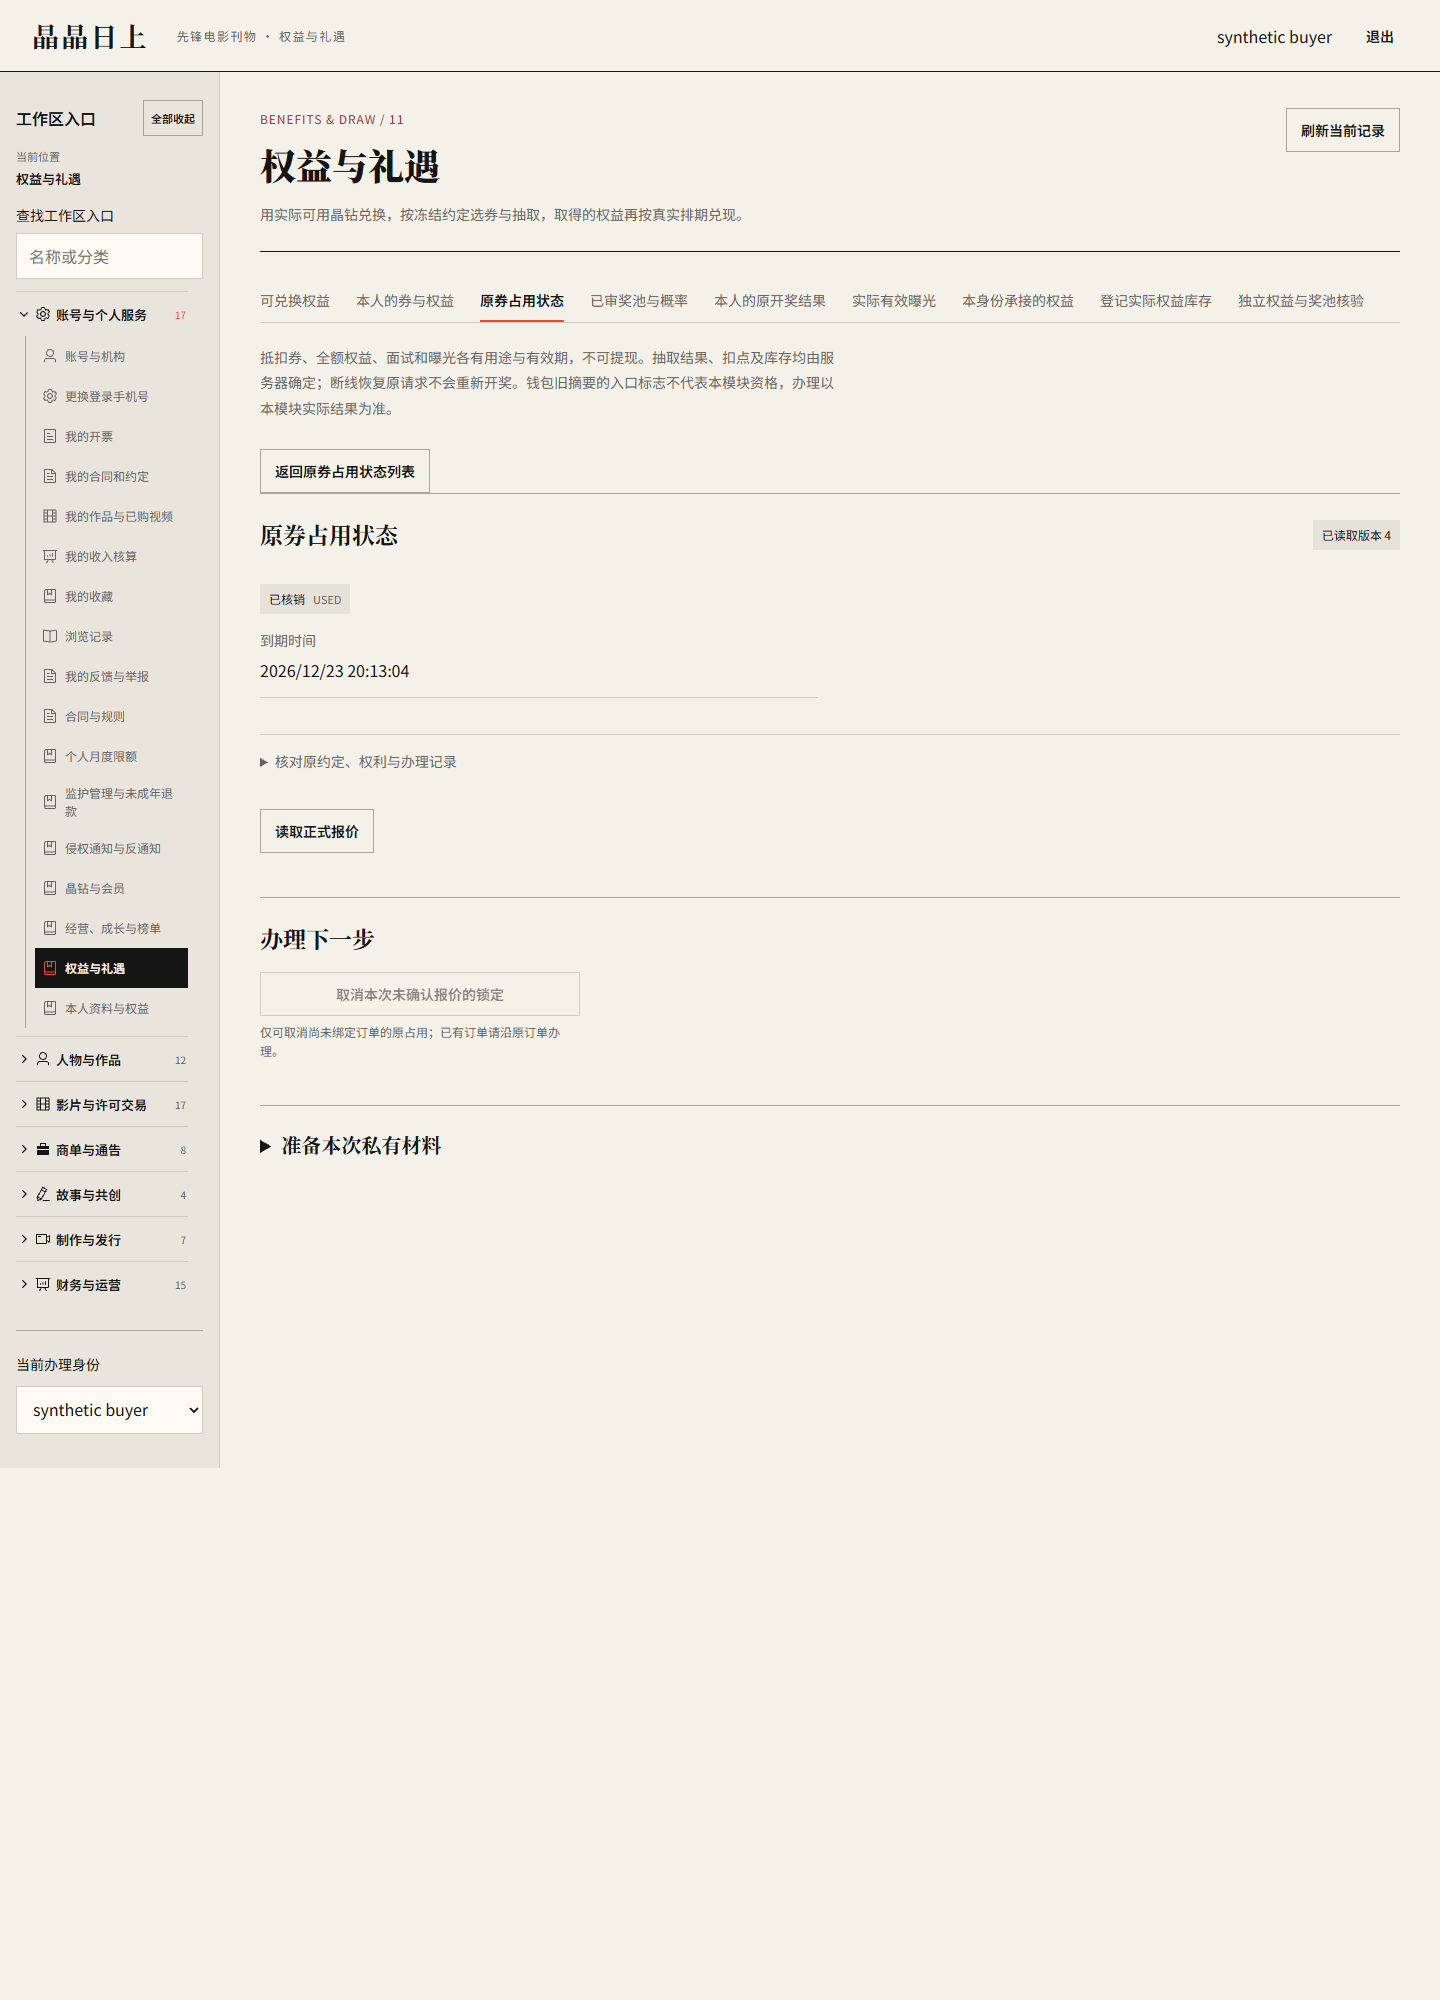 晶晶日上
先锋电影刊物 • 权益与礼遇
synthetic buyer
退出
工作区入口
全部收起
当前位置
权益与礼遇
查找工作区入口
名称或分类
账号与个人服务 17
账号与机构
更换登录手机号
我的开票
我的合同和约定
我的作品与已购视频
我的收入核算
我的收藏
浏览记录
我的反馈与举报
合同与规则
个人月度限额
监护管理与未成年退
款
侵权通知与反通知
晶钻与会员
经营、成长与榜单
权益与礼遇
本人资料与权益
人物与作品 12
影片与许可交易 17
商单与通告 8
故事与共创 4
制作与发行 7
财务与运营 15
当前办理身份
synthetic buyer
BENEFITS & DRAW / 11
权益与礼遇
用实际可用晶钻兑换，按冻结约定选券与抽取，取得的权益再按真实排期兑现。
刷新当前记录
可兑换权益 本人的券与权益 原券占用状态 已审奖池与概率 本人的原开奖结果 实际有效曝光 本身份承接的权益 登记实际权益库存 独立权益与奖池核验
抵扣券、全额权益、面试和曝光各有用途与有效期，不可提现。抽取结果、扣点及库存均由服
务器确定；断线恢复原请求不会重新开奖。钱包旧摘要的入口标志不代表本模块资格，办理以
本模块实际结果为准。
返回原券占用状态列表
原券占用状态
已读取版本 4
已核销 USED
到期时间
2026/12/23 20:13:04
核对原约定、权利与办理记录
读取正式报价
办理下一步
取消本次未确认报价的锁定
仅可取消尚未绑定订单的原占用；已有订单请沿原订单办
理。
准备本次私有材料